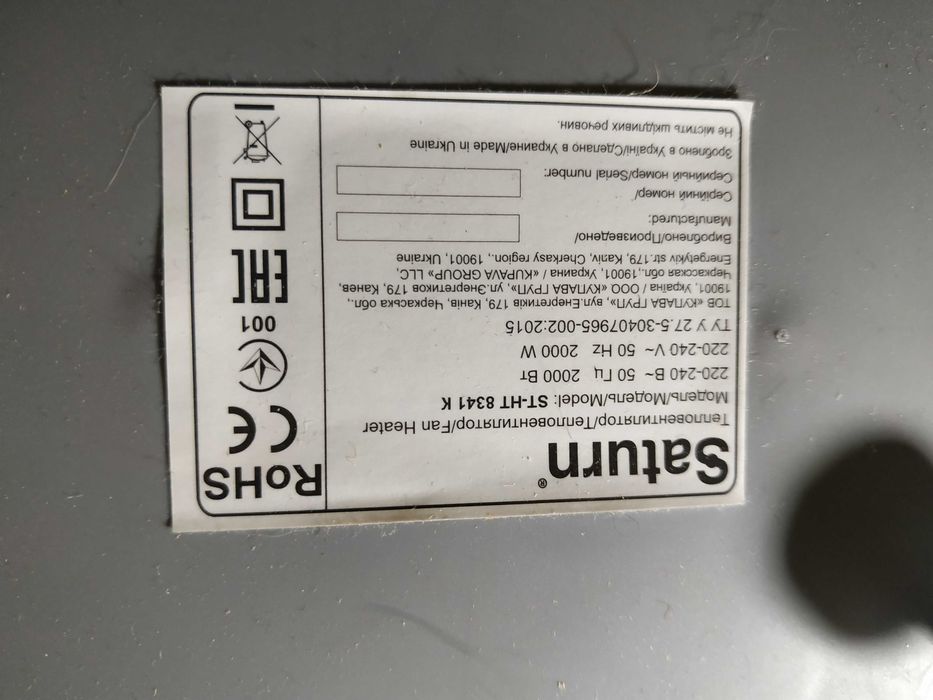 Saturn®
Тепловентилятор/Тепловентилятор/Fan Heater
Модель/Модель/Model: ST-HT 8341 K
220-240 В~ 50 Гц 2000 Вт
220-240 V~ 50 Hz 2000 W
ТУ У 27.5-30407965-002:2015
ТОВ «КУПАВА ГРУП», вул.Енергетиків 179, Канів, Черкаська обл.,
19001, Україна / ООО «КУПАВА ГРУП», ул.Энергетиков 179, Канев,
Черкасская обл.,19001, Украина / «KUPAVA GROUP» LLC,
Energetykiv str.179, Kaniv, Cherkasy region., 19001, Ukraine
Вироблено/Произведено/
Manufactured:
Серійний номер/
Серийный номер/Serial number:
Зроблено в Україні/Сделано в Украине/Made in Ukraine
Не містить шкідливих речовин.
RoHS
CE
001
EAC